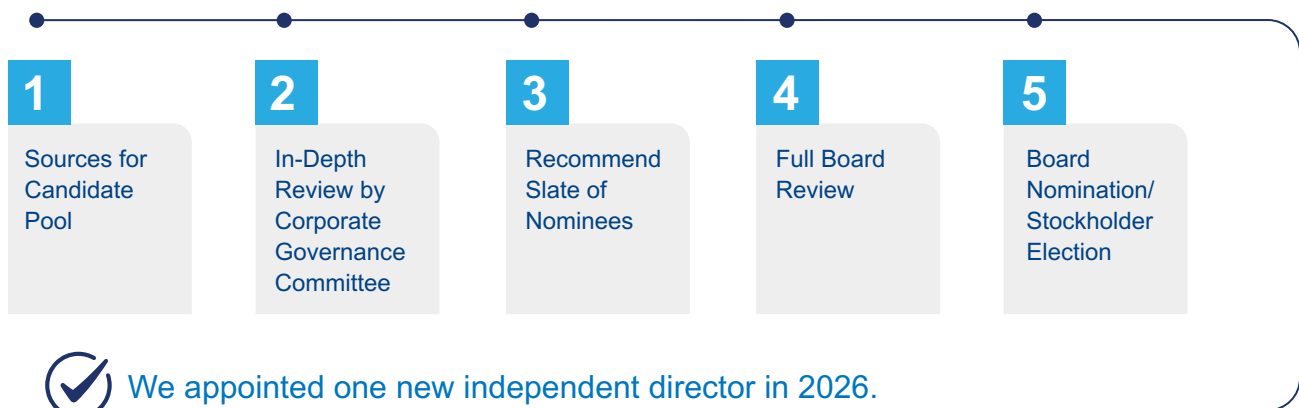 1
Sources for
Candidate
Pool
2
In-Depth
Review by
Corporate
Governance
Committee
3
Recommend
Slate of
Nominees
4
Full Board
Review
5
Board
Nomination/
Stockholder
Election
We appointed one new independent director in 2026.